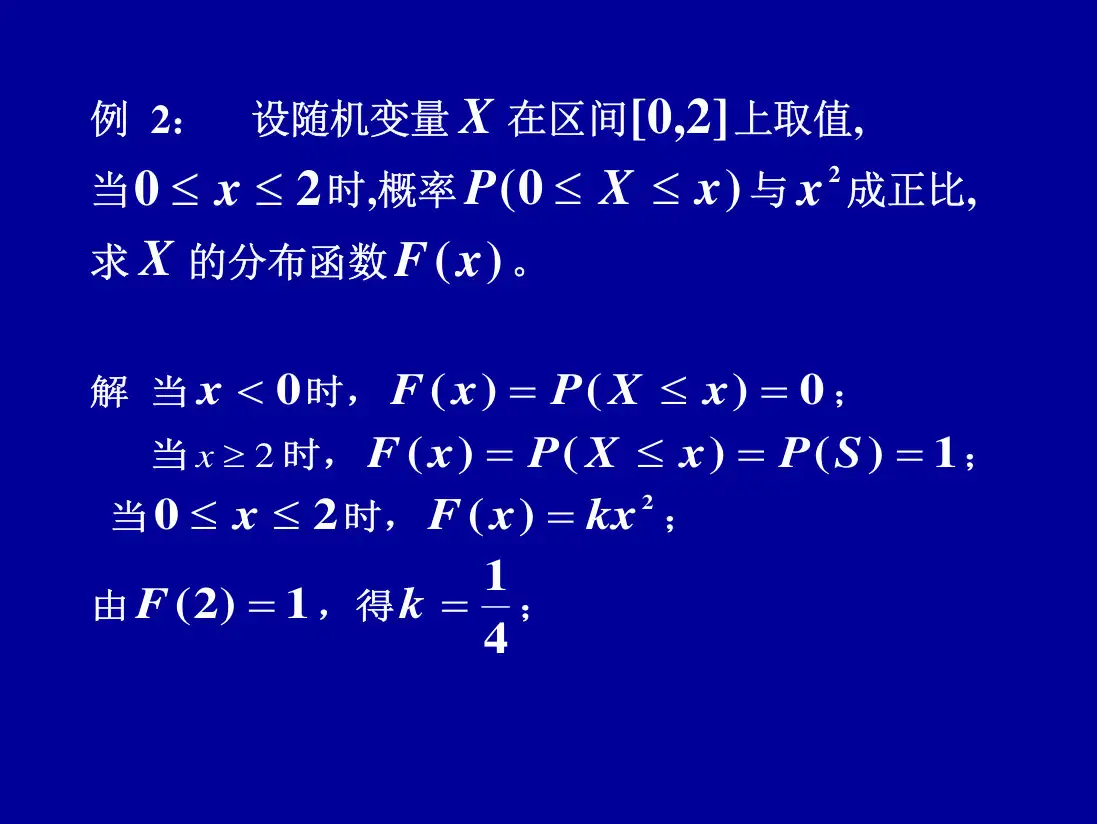 例 2： 设随机变量 X 在区间[0,2]上取值,
当0 ≤ x ≤ 2时,概率P(0 ≤ X ≤ x)与x²成正比,
求 X 的分布函数F(x)。
解 当x < 0时，F(x) = P(X ≤ x) = 0；
当x ≥ 2时，F(x) = P(X ≤ x) = P(S) = 1；
当0 ≤ x ≤ 2时，F(x) = kx²；
由F(2) = 1，得k = 1/4；